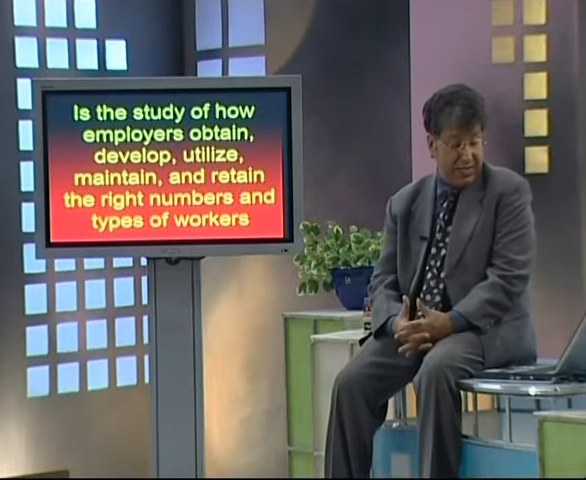 Is the study of how
employers obtain,
develop, utilize,
maintain, and retain
the right numbers and
types of workers